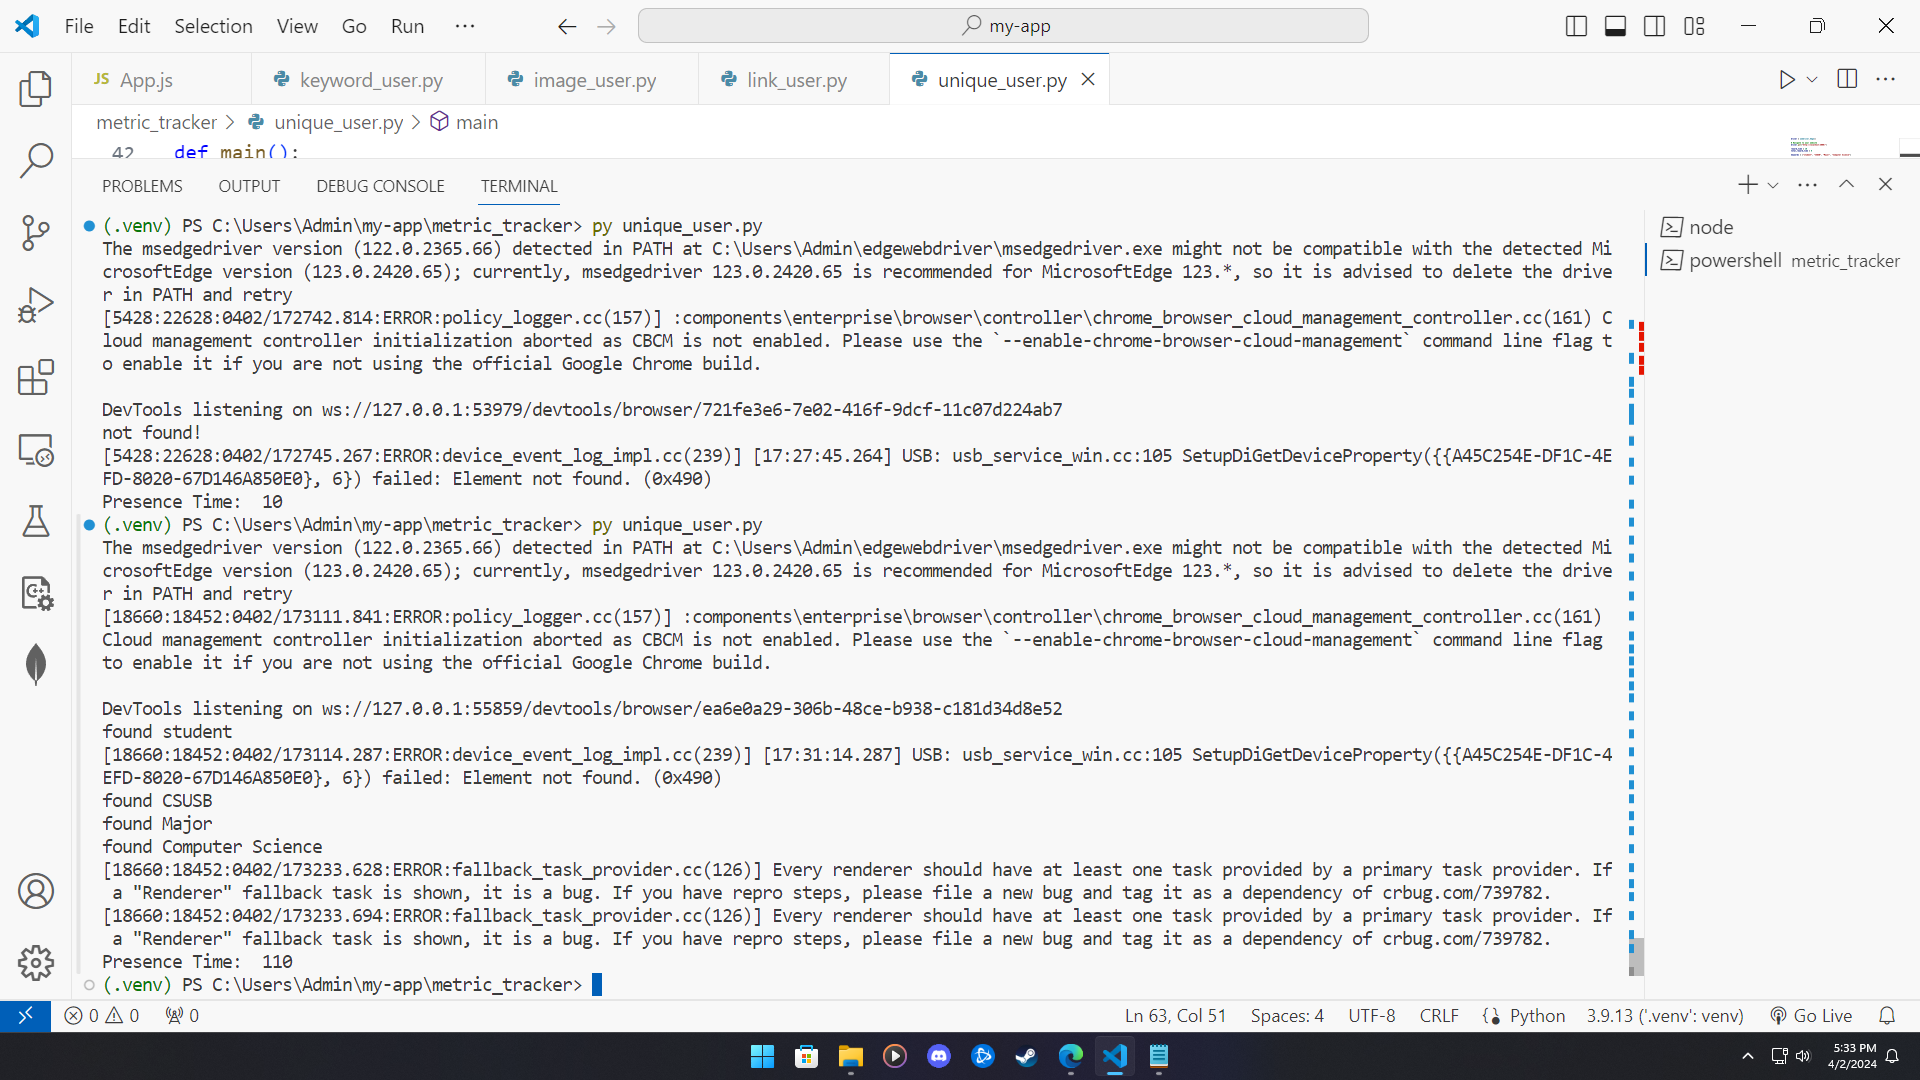 File Edit Selection View Go Run ··· my-app
JS App.js keyword_user.py image_user.py link_user.py unique_user.py
metric_tracker > unique_user.py > main
42 def main():
PROBLEMS OUTPUT DEBUG CONSOLE TERMINAL
(.venv) PS C:\Users\Admin\my-app\metric_tracker> py unique_user.py
The msedgedriver version (122.0.2365.66) detected in PATH at C:\Users\Admin\edgewebdriver\msedgedriver.exe might not be compatible with the detected Mi
crosoftEdge version (123.0.2420.65); currently, msedgedriver 123.0.2420.65 is recommended for MicrosoftEdge 123.*, so it is advised to delete the drive
r in PATH and retry
[5428:22628:0402/172742.814:ERROR:policy_logger.cc(157)] :components\enterprise\browser\controller\chrome_browser_cloud_management_controller.cc(161) C
loud management controller initialization aborted as CBCM is not enabled. Please use the `--enable-chrome-browser-cloud-management` command line flag t
o enable it if you are not using the official Google Chrome build.
DevTools listening on ws://127.0.0.1:53979/devtools/browser/721fe3e6-7e02-416f-9dcf-11c07d224ab7
not found!
[5428:22628:0402/172745.267:ERROR:device_event_log_impl.cc(239)] [17:27:45.264] USB: usb_service_win.cc:105 SetupDiGetDeviceProperty({{A45C254E-DF1C-4E
FD-8020-67D146A850E0}, 6}) failed: Element not found. (0x490)
Presence Time:  10
(.venv) PS C:\Users\Admin\my-app\metric_tracker> py unique_user.py
The msedgedriver version (122.0.2365.66) detected in PATH at C:\Users\Admin\edgewebdriver\msedgedriver.exe might not be compatible with the detected Mi
crosoftEdge version (123.0.2420.65); currently, msedgedriver 123.0.2420.65 is recommended for MicrosoftEdge 123.*, so it is advised to delete the drive
r in PATH and retry
[18660:18452:0402/173111.841:ERROR:policy_logger.cc(157)] :components\enterprise\browser\controller\chrome_browser_cloud_management_controller.cc(161)
Cloud management controller initialization aborted as CBCM is not enabled. Please use the `--enable-chrome-browser-cloud-management` command line flag
to enable it if you are not using the official Google Chrome build.
DevTools listening on ws://127.0.0.1:55859/devtools/browser/ea6e0a29-306b-48ce-b938-c181d34d8e52
found student
[18660:18452:0402/173114.287:ERROR:device_event_log_impl.cc(239)] [17:31:14.287] USB: usb_service_win.cc:105 SetupDiGetDeviceProperty({{A45C254E-DF1C-4
EFD-8020-67D146A850E0}, 6}) failed: Element not found. (0x490)
found CSUSB
found Major
found Computer Science
[18660:18452:0402/173233.628:ERROR:fallback_task_provider.cc(126)] Every renderer should have at least one task provided by a primary task provider. If
a "Renderer" fallback task is shown, it is a bug. If you have repro steps, please file a new bug and tag it as a dependency of crbug.com/739782.
[18660:18452:0402/173233.694:ERROR:fallback_task_provider.cc(126)] Every renderer should have at least one task provided by a primary task provider. If
a "Renderer" fallback task is shown, it is a bug. If you have repro steps, please file a new bug and tag it as a dependency of crbug.com/739782.
Presence Time:  110
(.venv) PS C:\Users\Admin\my-app\metric_tracker>
node
powershell metric_tracker
0 0 0 Ln 63, Col 51 Spaces: 4 UTF-8 CRLF Python 3.9.13 ('.venv': venv) Go Live
5:33 PM
4/2/2024